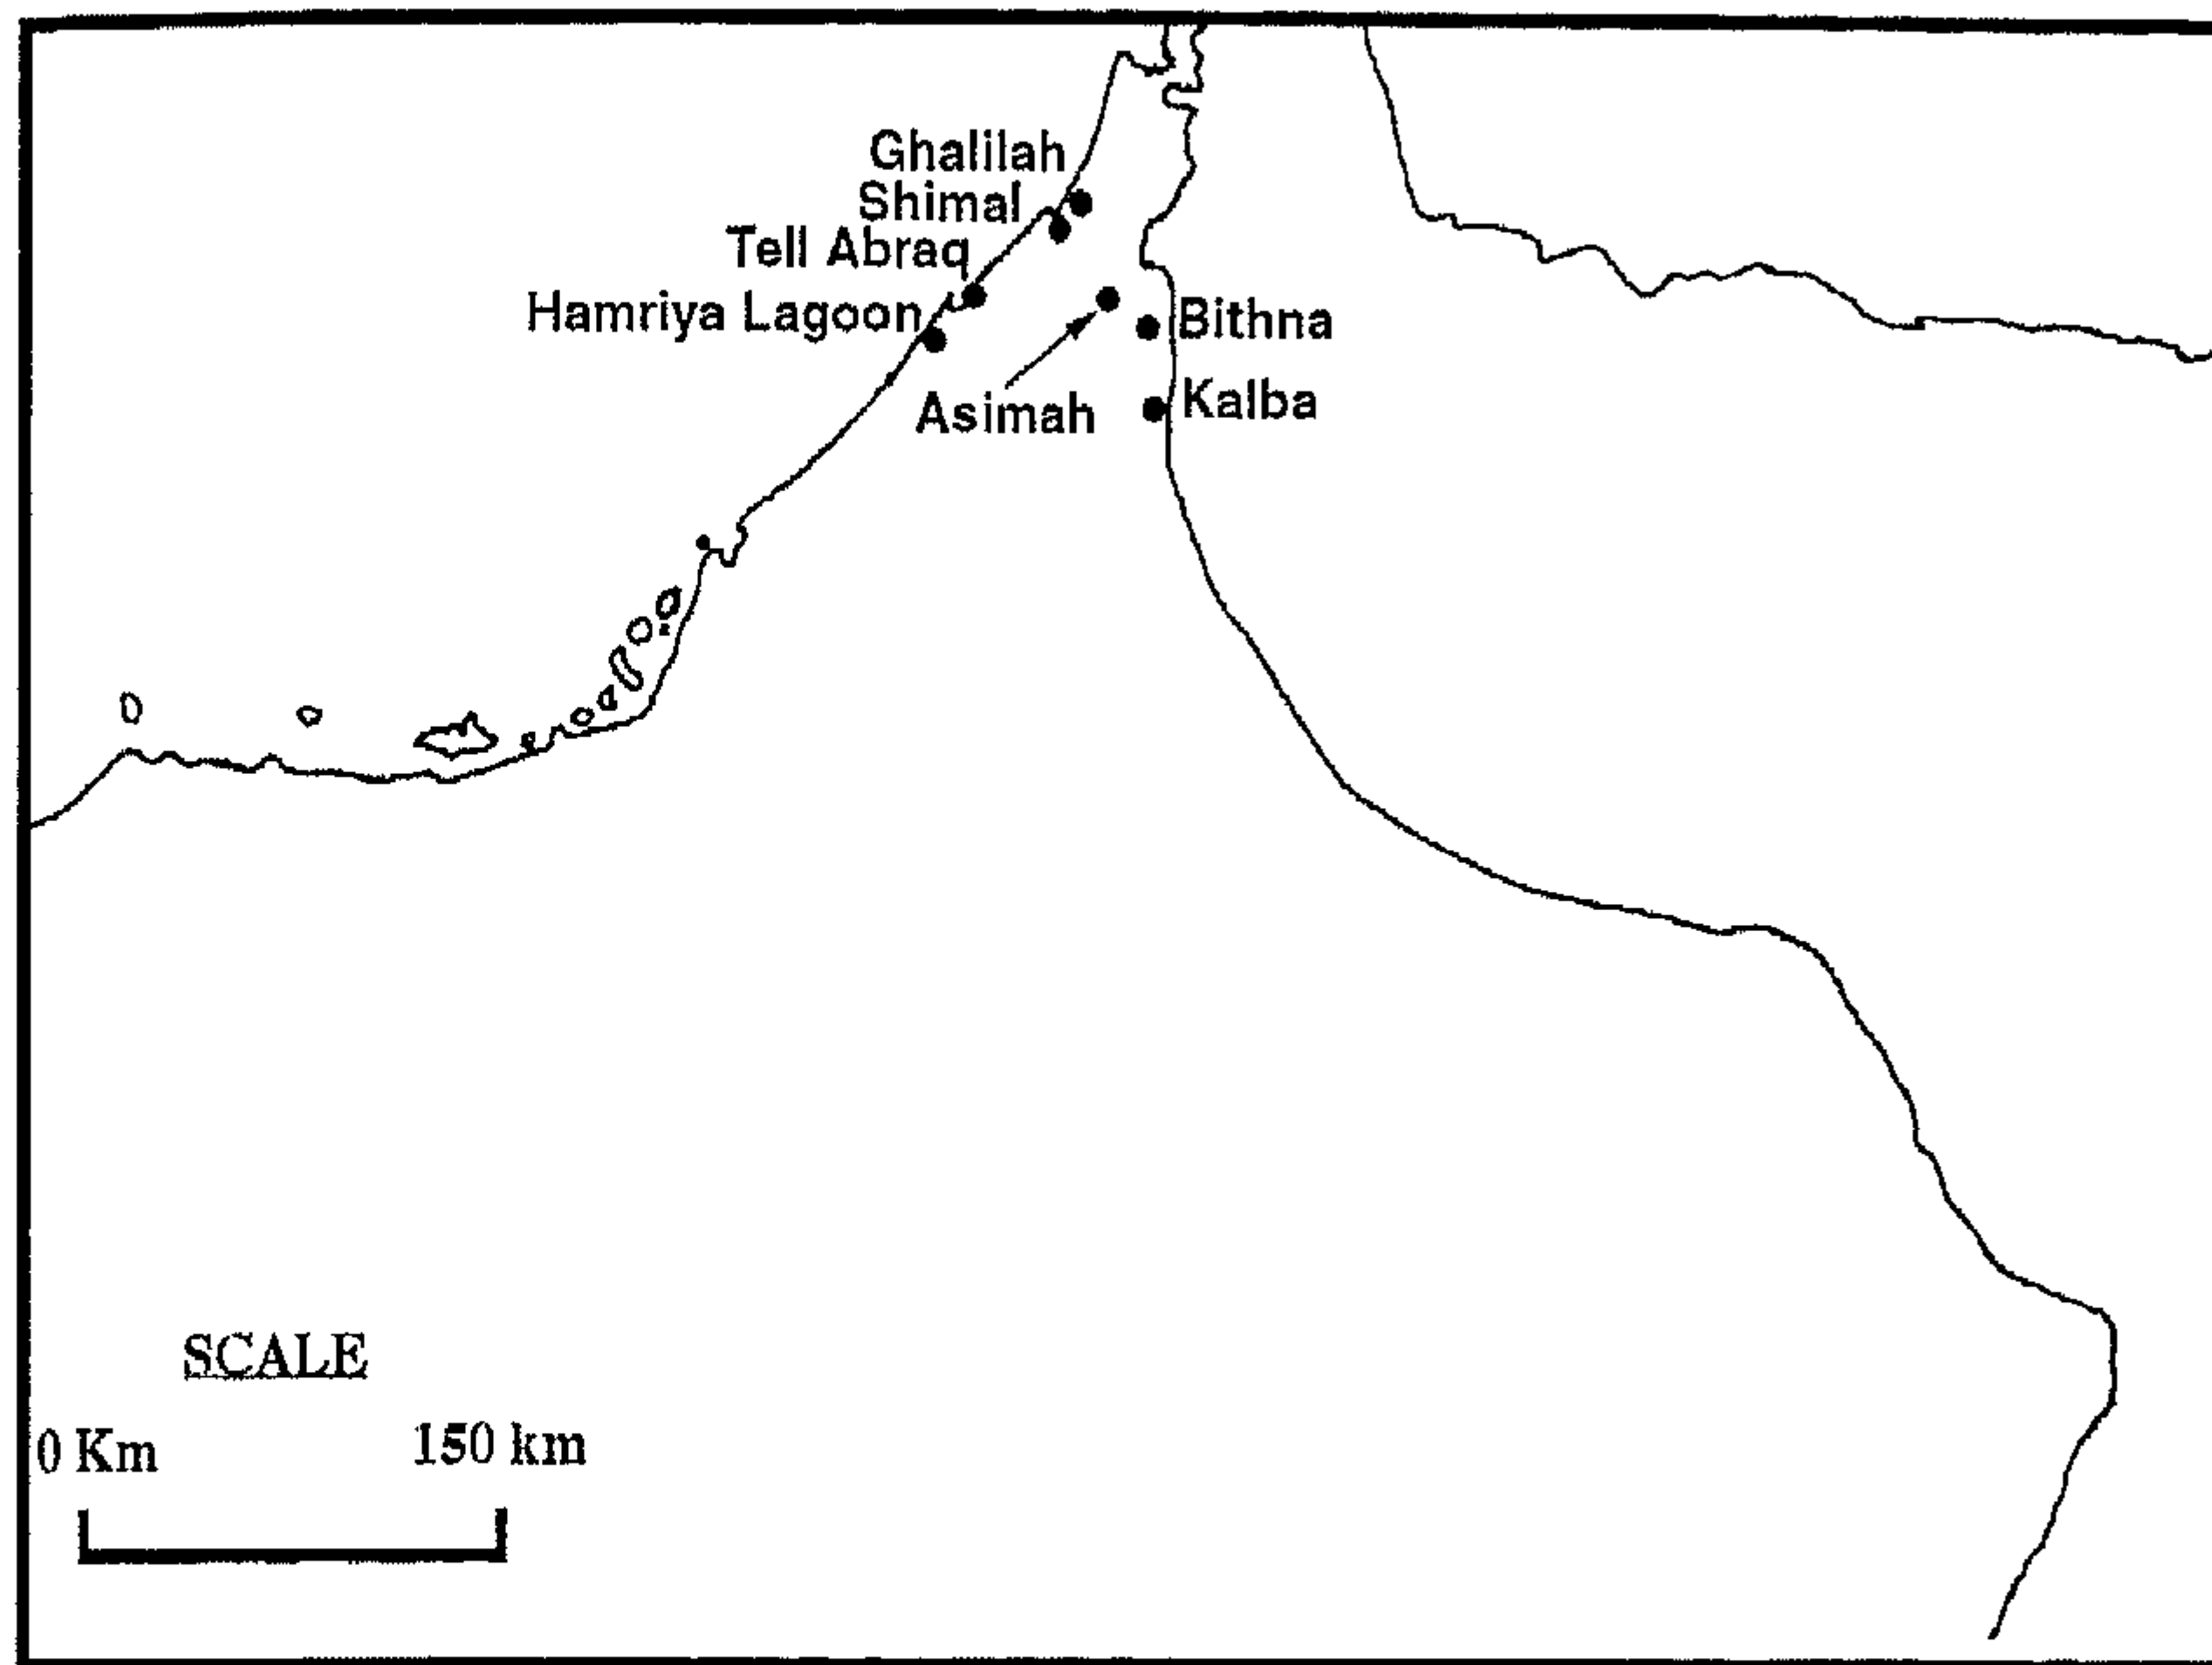 Ghalilah
Shimal
Tell Abraq
Hamriya Lagoon
Bithna
Asimah
Kalba
SCALE
0 Km
150 km